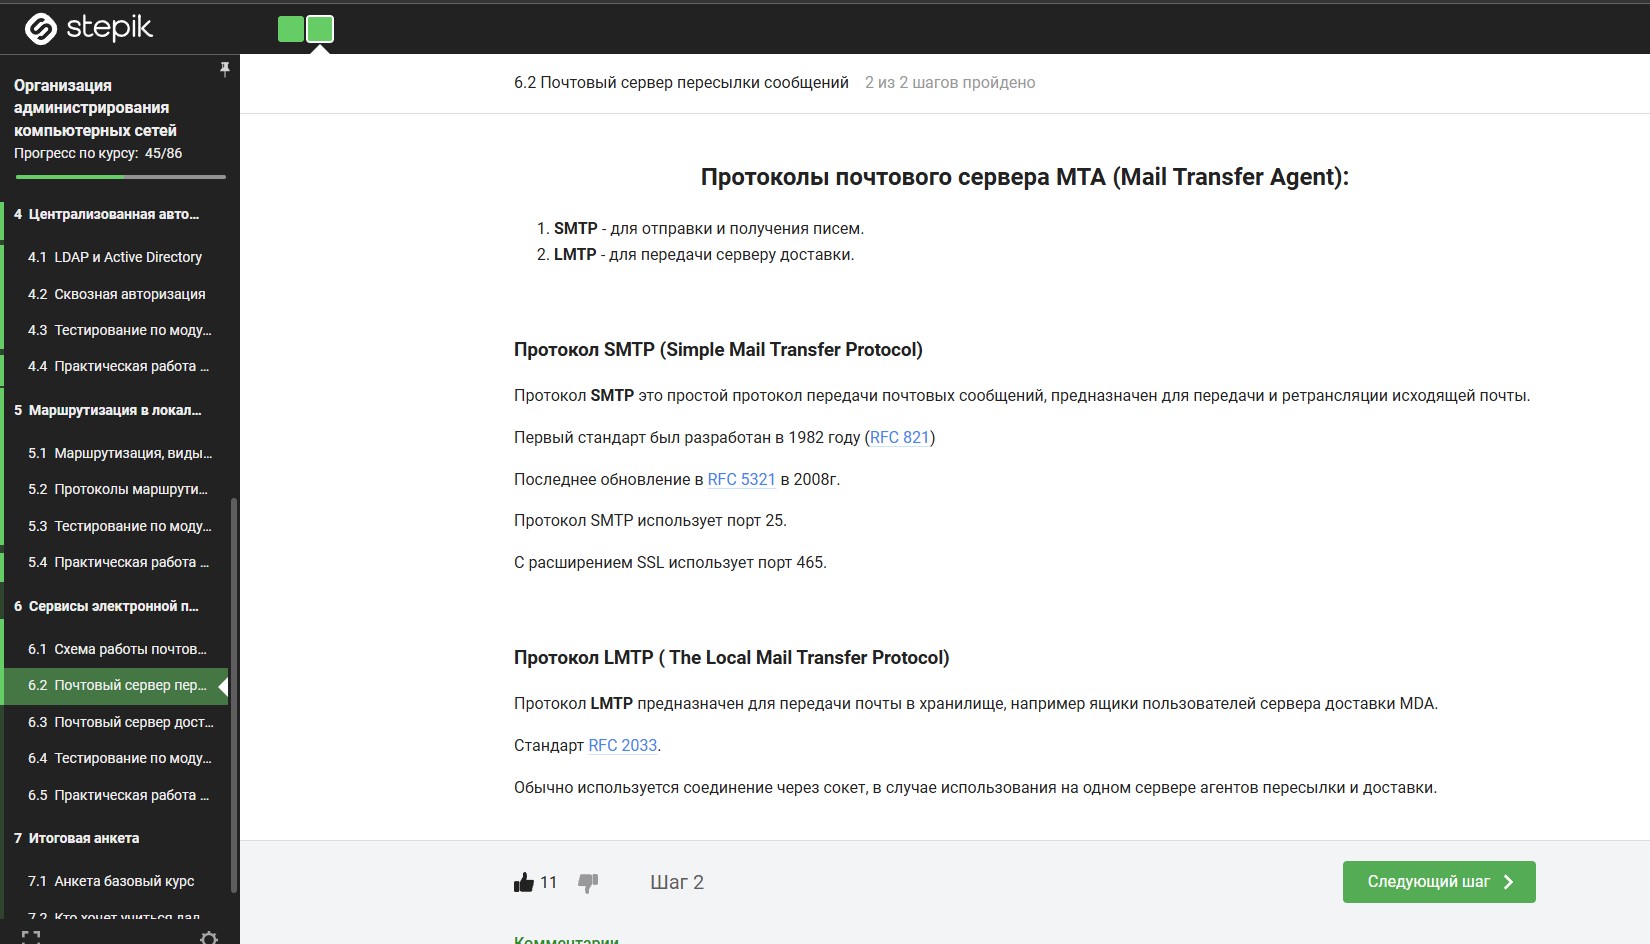 stepik
Организация
администрирования
компьютерных сетей
Прогресс по курсу: 45/86
4 Централизованная авто...
4.1 LDAP и Active Directory
4.2 Сквозная авторизация
4.3 Тестирование по моду...
4.4 Практическая работа ...
5 Маршрутизация в локал...
5.1 Маршрутизация, виды...
5.2 Протоколы маршрути...
5.3 Тестирование по моду...
5.4 Практическая работа ...
6 Сервисы электронной п...
6.1 Схема работы почтов...
6.2 Почтовый сервер пер...
6.3 Почтовый сервер дост...
6.4 Тестирование по моду...
6.5 Практическая работа ...
7 Итоговая анкета
7.1 Анкета базовый курс
7.2 Кто хочет учиться дал
6.2 Почтовый сервер пересылки сообщений 2 из 2 шагов пройдено
Протоколы почтового сервера MTA (Mail Transfer Agent):
1. SMTP - для отправки и получения писем.
2. LMTP - для передачи серверу доставки.
Протокол SMTP (Simple Mail Transfer Protocol)
Протокол SMTP это простой протокол передачи почтовых сообщений, предназначен для передачи и ретрансляции исходящей почты.
Первый стандарт был разработан в 1982 году (RFC 821)
Последнее обновление в RFC 5321 в 2008г.
Протокол SMTP использует порт 25.
С расширением SSL использует порт 465.
Протокол LMTP ( The Local Mail Transfer Protocol)
Протокол LMTP предназначен для передачи почты в хранилище, например ящики пользователей сервера доставки MDA.
Стандарт RFC 2033.
Обычно используется соединение через сокет, в случае использования на одном сервере агентов пересылки и доставки.
11 Шаг 2 Следующий шаг
Комментарии